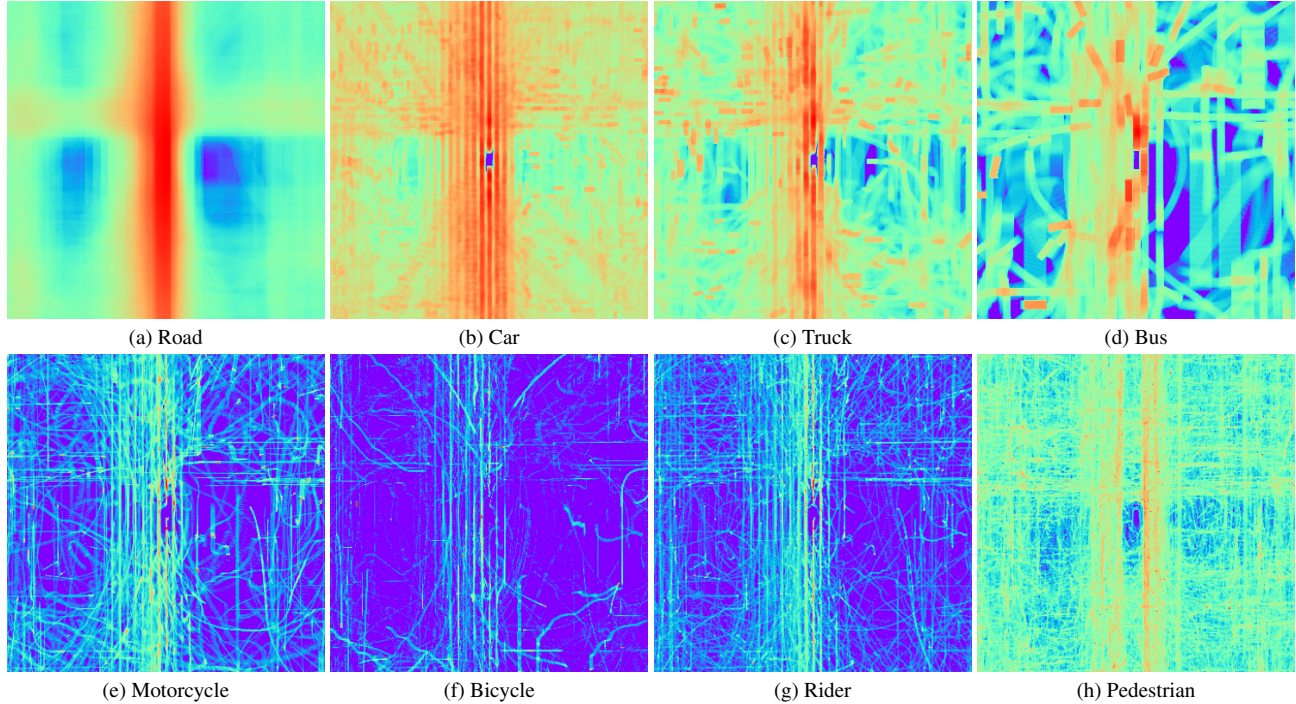 (a) Road
(b) Car
(c) Truck
(d) Bus
(e) Motorcycle
(f) Bicycle
(g) Rider
(h) Pedestrian